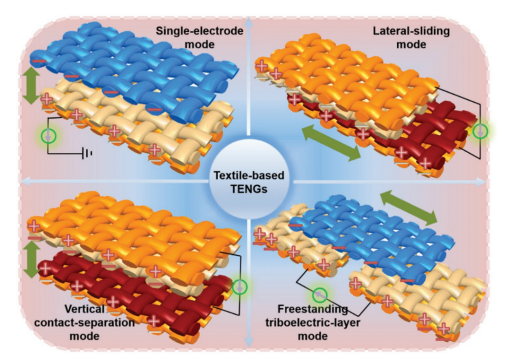 Single-electrode
mode
Lateral-sliding
mode
Textile-based
TENGs
Vertical
contact-separation
mode
Freestanding
triboelectric-layer
mode